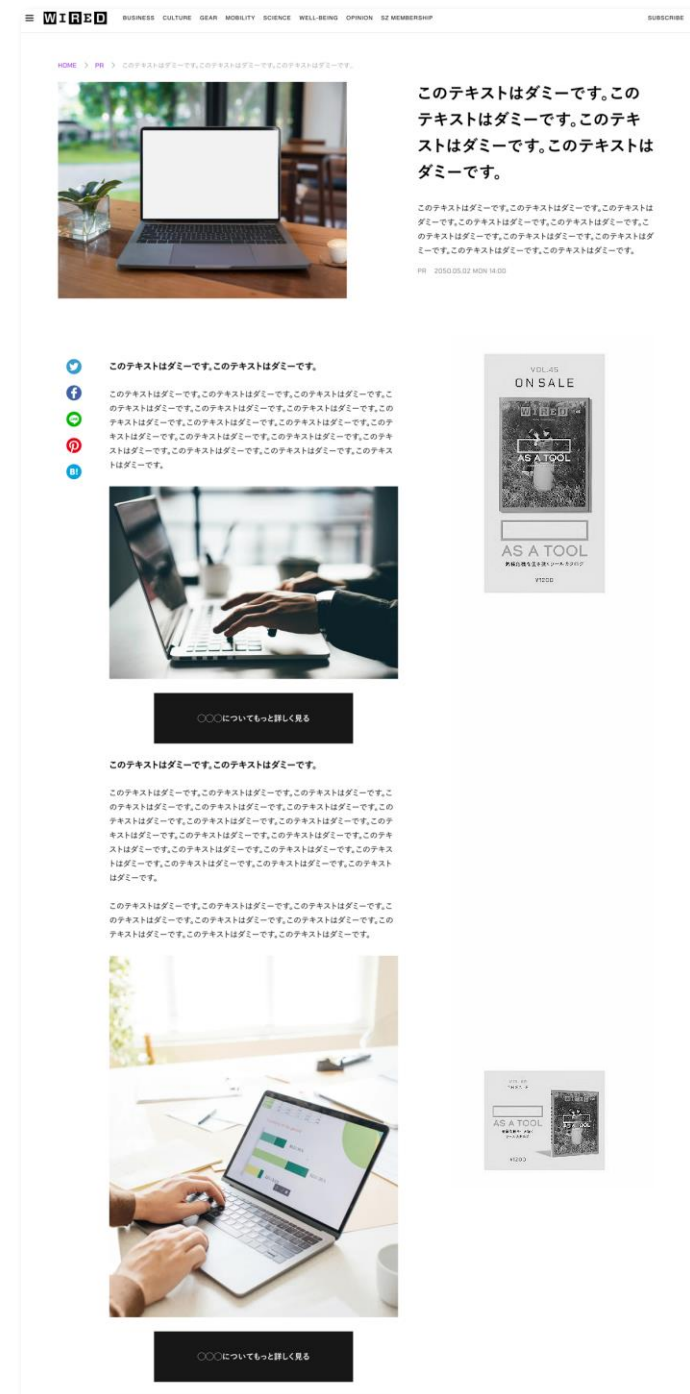 WIRED
BUSINESS CULTURE GEAR MOBILITY SCIENCE WELL-BEING OPINION SZ MEMBERSHIP
SUBSCRIBE
HOME > PR > このテキストはダミーです。このテキストはダミーです。このテキストはダミーです。
このテキストはダミーです。この
テキストはダミーです。このテキ
ストはダミーです。このテキストは
ダミーです。
このテキストはダミーです。このテキストはダミーです。このテキストは
ダミーです。このテキストはダミーです。このテキストはダミーです。こ
のテキストはダミーです。このテキストはダミーです。このテキストはダ
ミーです。このテキストはダミーです。このテキストはダミーです。
PR 2050.05.02 MON 14:00
このテキストはダミーです。このテキストはダミーです。
このテキストはダミーです。このテキストはダミーです。このテキストはダミーです。こ
のテキストはダミーです。このテキストはダミーです。このテキストはダミーです。この
テキストはダミーです。このテキストはダミーです。このテキストはダミーです。このテ
キストはダミーです。このテキストはダミーです。このテキストはダミーです。このテキ
ストはダミーです。このテキストはダミーです。このテキストはダミーです。このテキス
トはダミーです。
B!
VOL.45
ON SALE
WIRED
AS A TOOL
AS A TOOL
〇〇〇についてもっと詳しく見る
このテキストはダミーです。このテキストはダミーです。
このテキストはダミーです。このテキストはダミーです。このテキストはダミーです。こ
のテキストはダミーです。このテキストはダミーです。このテキストはダミーです。この
テキストはダミーです。このテキストはダミーです。このテキストはダミーです。このテ
キストはダミーです。このテキストはダミーです。このテキストはダミーです。このテキ
ストはダミーです。このテキストはダミーです。このテキストはダミーです。このテキス
トはダミーです。このテキストはダミーです。このテキストはダミーです。このテキスト
はダミーです。
このテキストはダミーです。このテキストはダミーです。このテキストはダミーです。こ
のテキストはダミーです。このテキストはダミーです。このテキストはダミーです。この
テキストはダミーです。このテキストはダミーです。このテキストはダミーです。
AS A TOOL
〇〇〇についてもっと詳しく見る